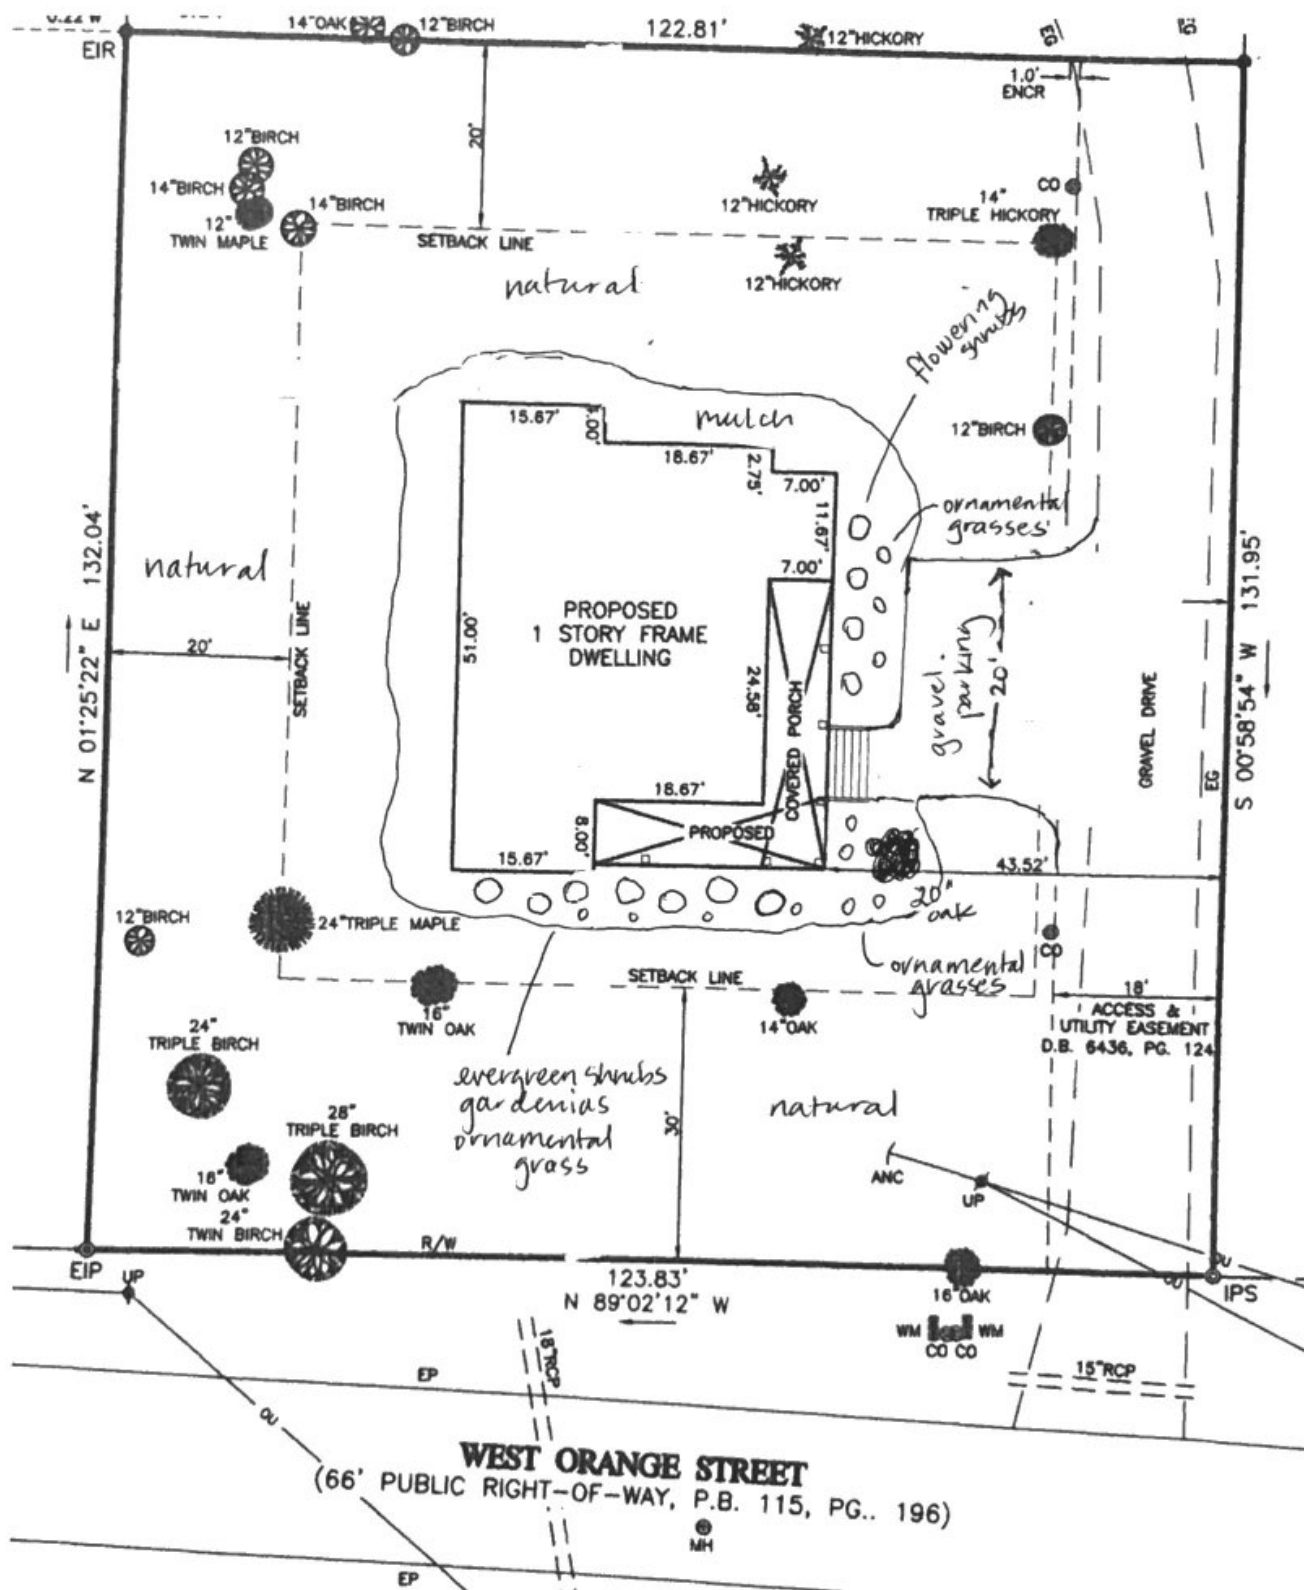 14"OAK
12"BIRCH
122.81'
12"HICKORY
EG
EG
EIR
1.0'
ENCR
20'
12"BIRCH
14"BIRCH
12"
TWIN MAPLE
14"BIRCH
SETBACK LINE
12"HICKORY
12"HICKORY
14"
TRIPLE HICKORY
CO
natural
flowering
shrubs
mulch
15.67'
18.67'
2.75'
7.00'
11.67'
12"BIRCH
ornamental
grasses
N 01°25'22" E 132.04'
natural
20'
SETBACK LINE
51.00'
PROPOSED
1 STORY FRAME
DWELLING
7.00'
24.58'
COVERED PORCH
gravel
parking
20'
GRAVEL DRIVE
EG
S 00°58'54" W 131.95'
18.67'
8.00'
PROPOSED
15.67'
43.52'
20"
oak
12"BIRCH
24"TRIPLE MAPLE
CO
ornamental
grasses
SETBACK LINE
16"
TWIN OAK
14"OAK
18'
ACCESS &
UTILITY EASEMENT
D.B. 6436, PG. 124
24"
TRIPLE BIRCH
evergreen shrubs
gardenias
ornamental
grass
30'
natural
28"
TRIPLE BIRCH
ANC
UP
TWIN OAK
24"
TWIN BIRCH
R/W
OU
OU
EIP
UP
123.83'
N 89°02'12" W
16"OAK
IPS
WM
WM
CO CO
18"RCP
15"RCP
EP
OU
WEST ORANGE STREET
(66' PUBLIC RIGHT-OF-WAY, P.B. 115, PG.. 196)
MH
EP